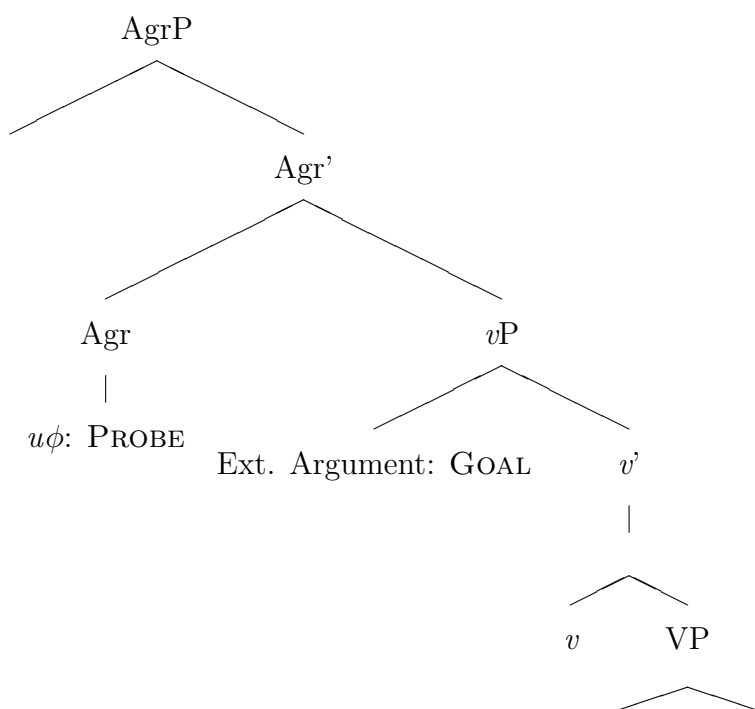 AgrP
Agr’
Agr
vP
uϕ: PROBE
Ext. Argument: GOAL
v’
v
VP